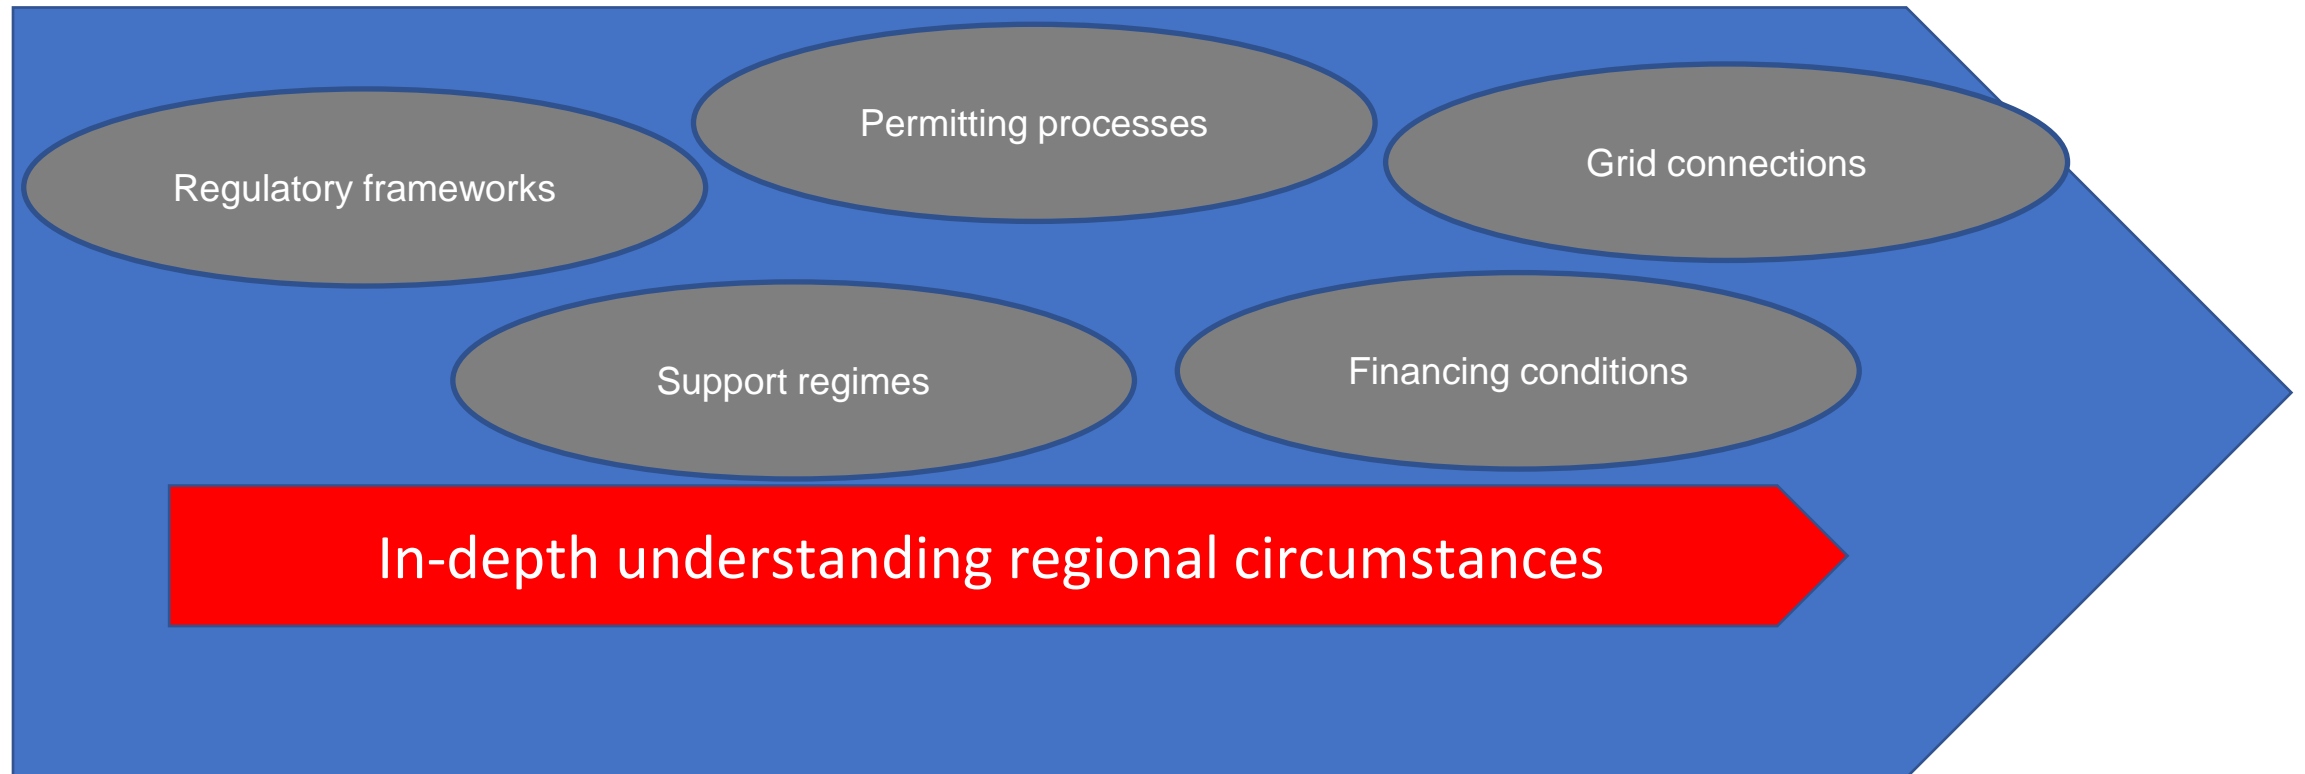 Permitting processes
Grid connections
Regulatory frameworks
Financing conditions
Support regimes
In-depth understanding regional circumstances